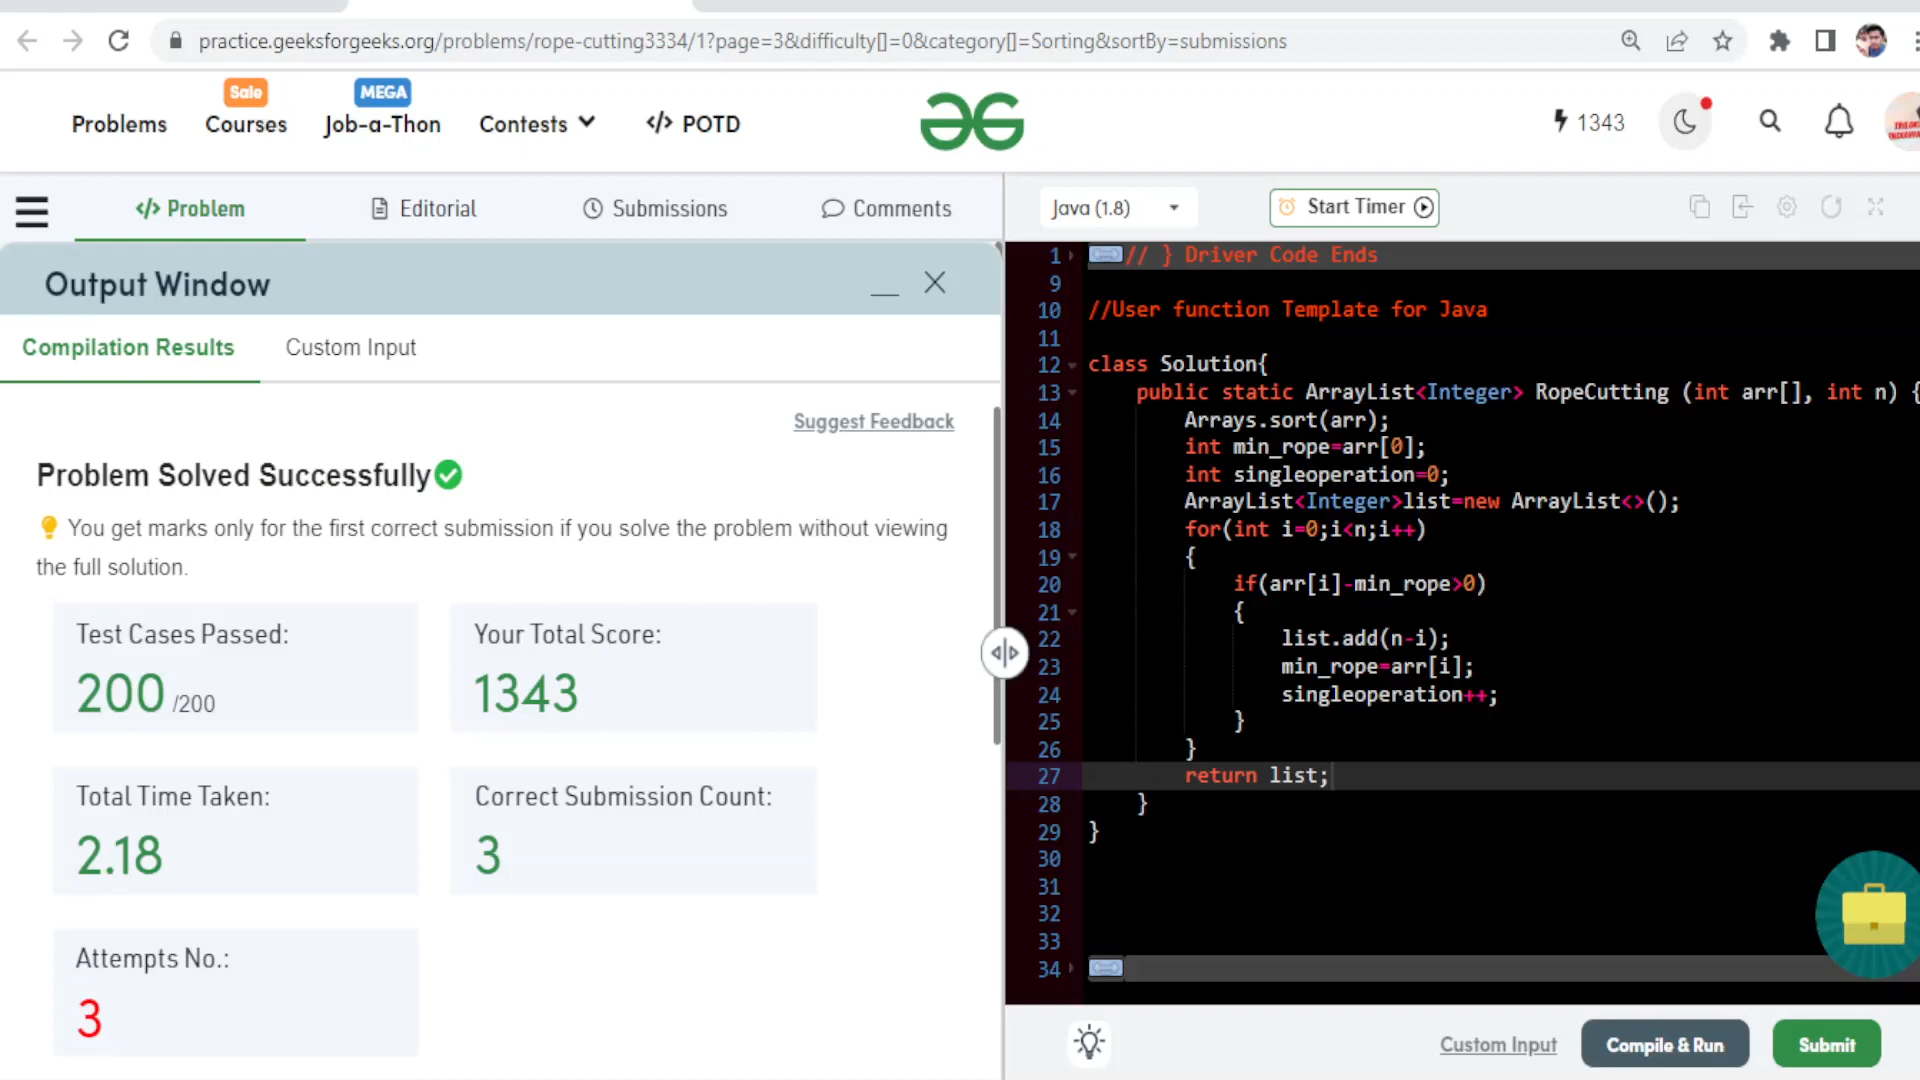 practice.geeksforgeeks.org/problems/rope-cutting3334/1?page=3&difficulty[]=0&category[]=Sorting&sortBy=submissions
Sale
MEGA
Problems Courses Job-a-Thon Contests </> POTD
1343
</> Problem Editorial Submissions Comments
Java (1.8) Start Timer
Output Window
Compilation Results Custom Input
Suggest Feedback
Problem Solved Successfully
You get marks only for the first correct submission if you solve the problem without viewing
the full solution.
Test Cases Passed:
200 /200
Your Total Score:
1343
Total Time Taken:
2.18
Correct Submission Count:
3
Attempts No.:
3
1 // } Driver Code Ends
9
10 //User function Template for Java
11
12 class Solution{
13 public static ArrayList<Integer> RopeCutting (int arr[], int n) {
14 Arrays.sort(arr);
15 int min_rope=arr[0];
16 int singleoperation=0;
17 ArrayList<Integer>list=new ArrayList<>();
18 for(int i=0;i<n;i++)
19 {
20 if(arr[i]-min_rope>0)
21 {
22 list.add(n-i);
23 min_rope=arr[i];
24 singleoperation++;
25 }
26 }
27 return list;
28 }
29 }
30
31
32
33
34
Custom Input Compile & Run Submit